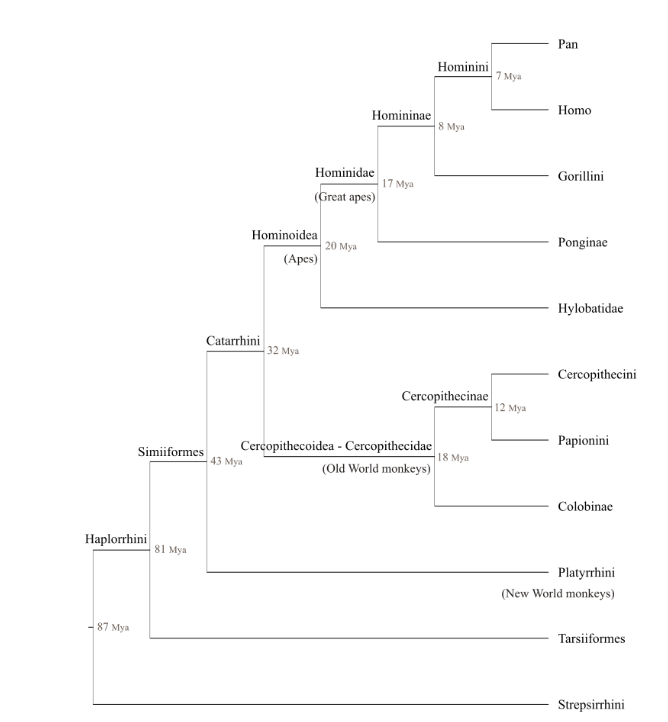 Pan
Hominini
7 Mya
Homo
Homininae
8 Mya
Hominidae
17 Mya
Gorillini
(Great apes)
Hominoidea
20 Mya
Ponginae
(Apes)
Hylobatidae
Catarrhini
32 Mya
Cercopithecini
Cercopithecinae
12 Mya
Papionini
Cercopithecoidea - Cercopithecidae
Simiiformes
43 Mya
18 Mya
(Old World monkeys)
Colobinae
Haplorrhini
81 Mya
Platyrrhini
(New World monkeys)
87 Mya
Tarsiiformes
Strepsirrhini